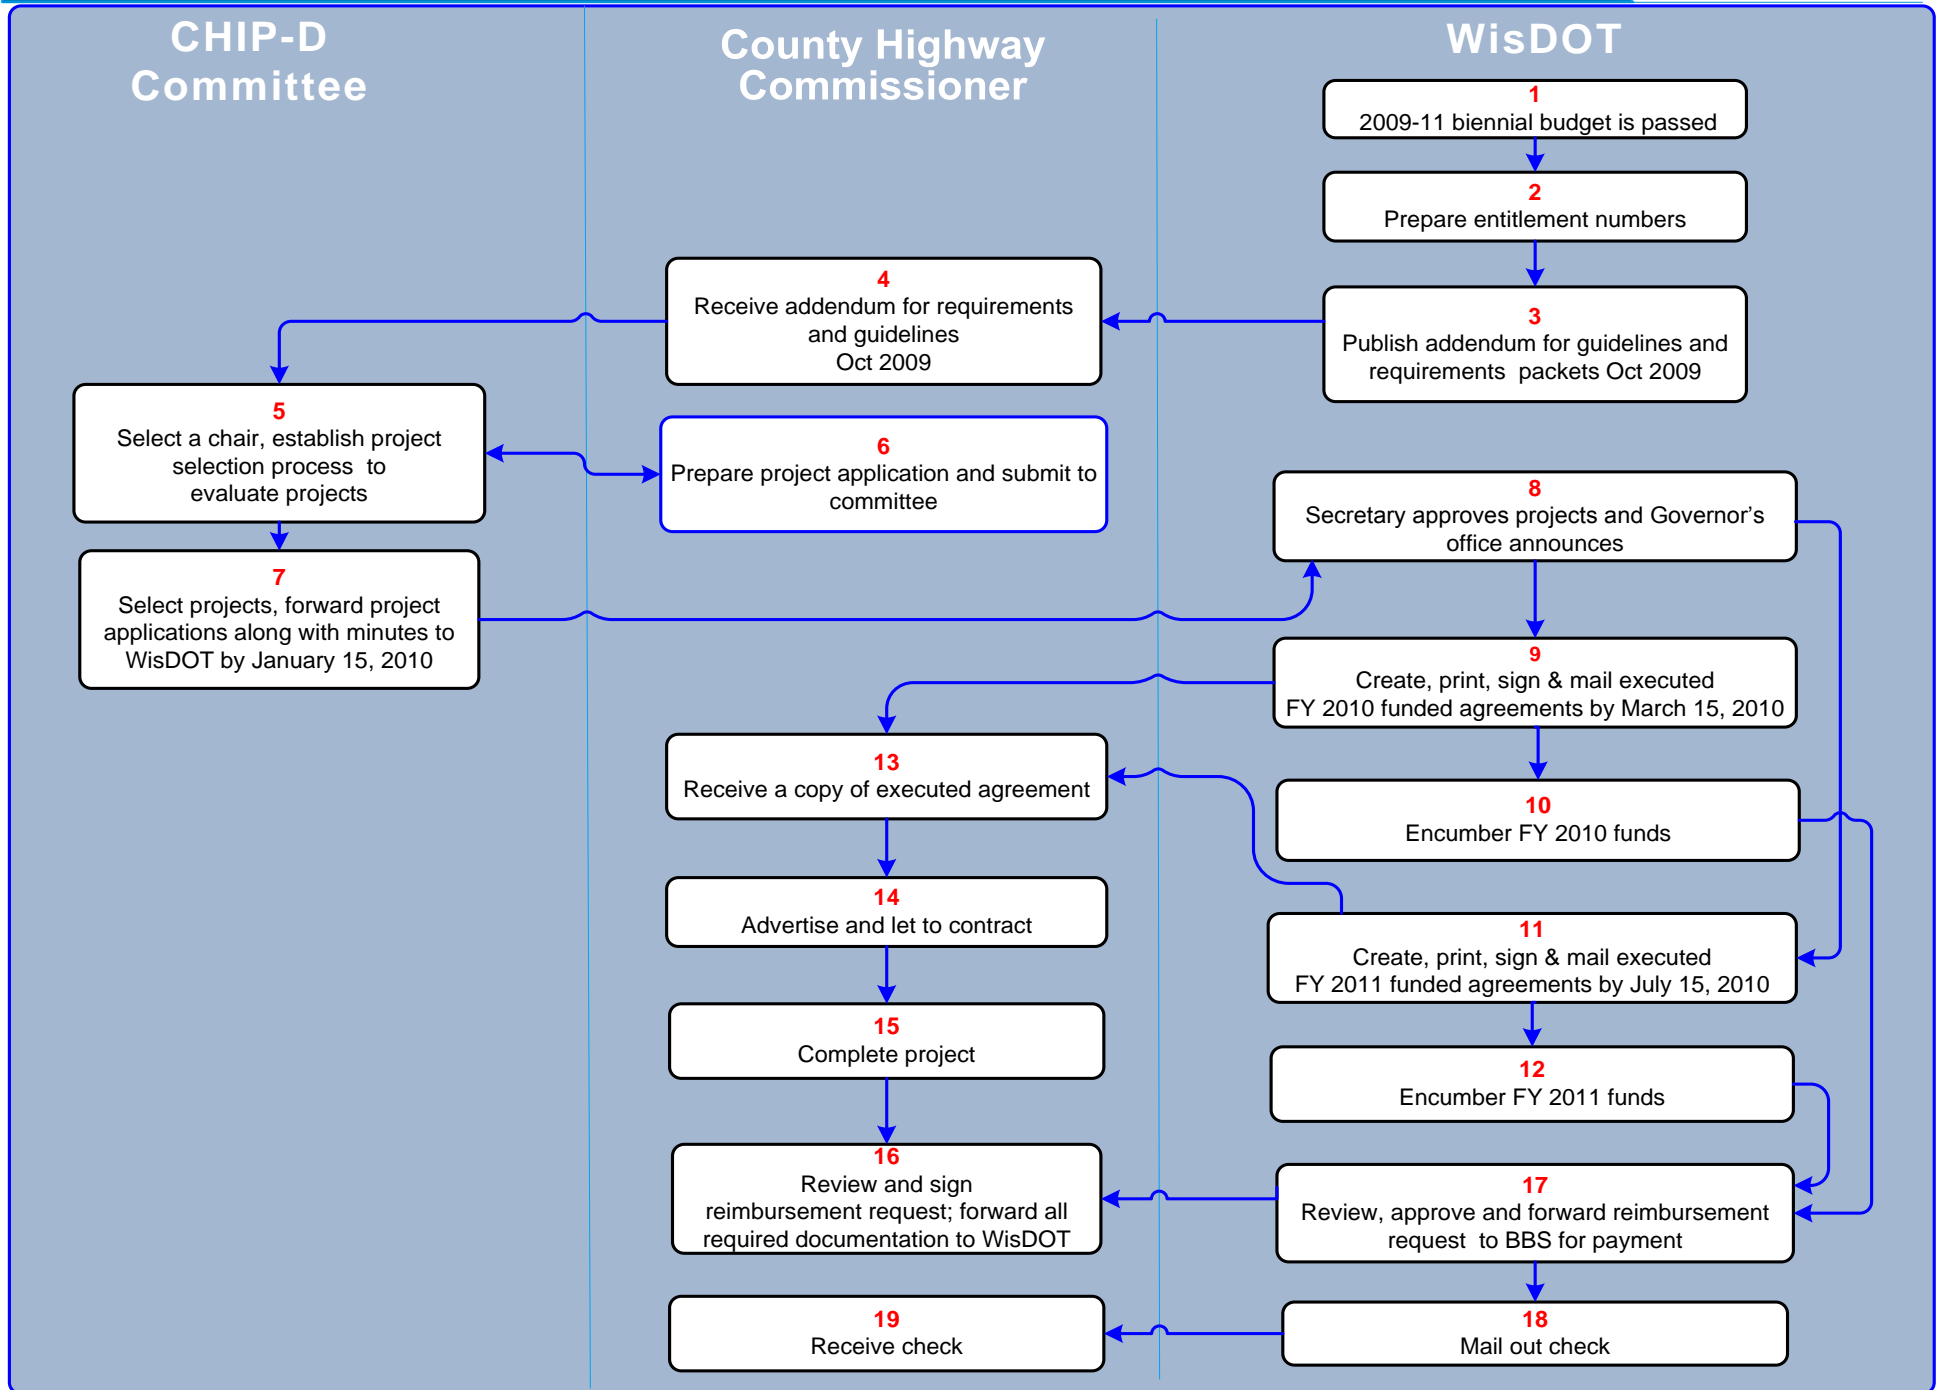 CHIP-D
Committee
County Highway
Commissioner
WisDOT
1
2009-11 biennial budget is passed
2
Prepare entitlement numbers
3
Publish addendum for guidelines and
requirements packets Oct 2009
4
Receive addendum for requirements
and guidelines
Oct 2009
5
Select a chair, establish project
selection process to
evaluate projects
6
Prepare project application and submit to
committee
7
Select projects, forward project
applications along with minutes to
WisDOT by January 15, 2010
8
Secretary approves projects and Governor’s
office announces
9
Create, print, sign & mail executed
FY 2010 funded agreements by March 15, 2010
10
Encumber FY 2010 funds
11
Create, print, sign & mail executed
FY 2011 funded agreements by July 15, 2010
12
Encumber FY 2011 funds
13
Receive a copy of executed agreement
14
Advertise and let to contract
15
Complete project
16
Review and sign
reimbursement request; forward all
required documentation to WisDOT
17
Review, approve and forward reimbursement
request to BBS for payment
18
Mail out check
19
Receive check